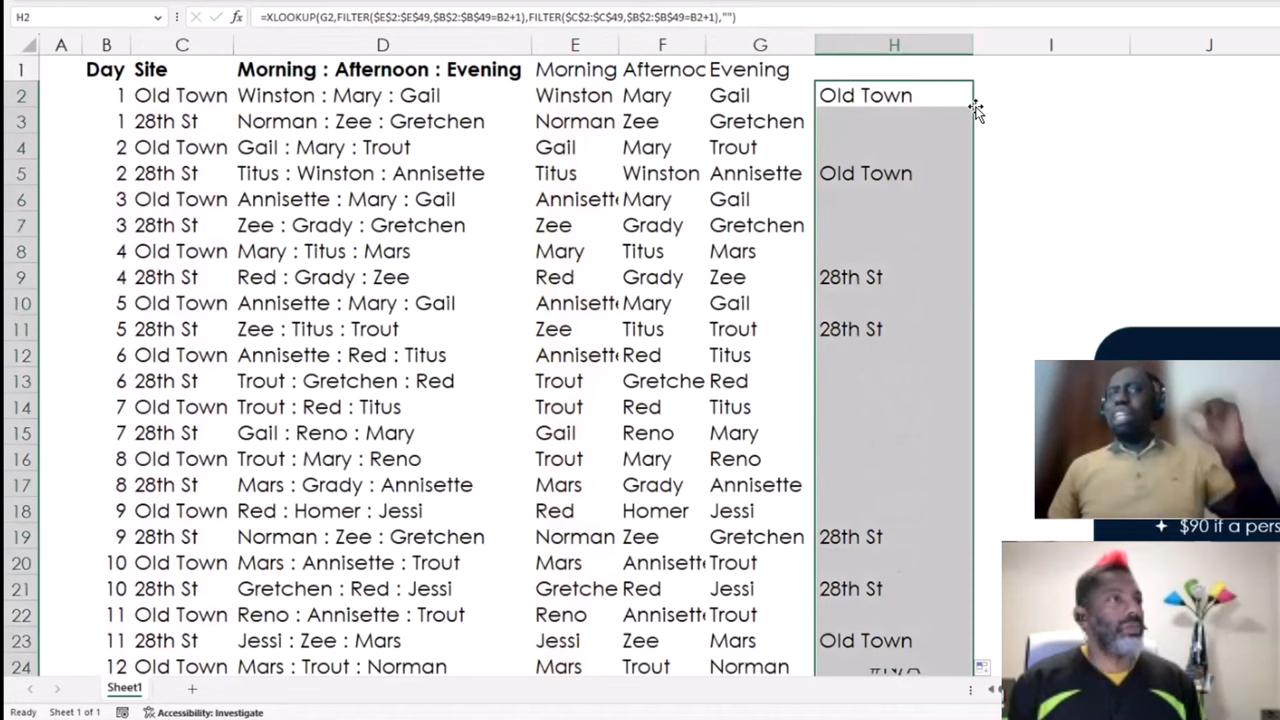 H2 =XLOOKUP(G2,FILTER($E$2:$E$49,$B$2:$B$49=B2+1),FILTER($C$2:$C$49,$B$2:$B$49=B2+1),"")
A B C D E F G H I J
1 Day Site Morning : Afternoon : Evening Morning Afternoc Evening
2 1 Old Town Winston : Mary : Gail Winston Mary Gail Old Town
3 1 28th St Norman : Zee : Gretchen Norman Zee Gretchen
4 2 Old Town Gail : Mary : Trout Gail Mary Trout
5 2 28th St Titus : Winston : Annisette Titus Winston Annisette Old Town
6 3 Old Town Annisette : Mary : Gail Annisett Mary Gail
7 3 28th St Zee : Grady : Gretchen Zee Grady Gretchen
8 4 Old Town Mary : Titus : Mars Mary Titus Mars
9 4 28th St Red : Grady : Zee Red Grady Zee 28th St
10 5 Old Town Annisette : Mary : Gail Annisett Mary Gail
11 5 28th St Zee : Titus : Trout Zee Titus Trout 28th St
12 6 Old Town Annisette : Red : Titus Annisett Red Titus
13 6 28th St Trout : Gretchen : Red Trout Gretche Red
14 7 Old Town Trout : Red : Titus Trout Red Titus
15 7 28th St Gail : Reno : Mary Gail Reno Mary
16 8 Old Town Trout : Mary : Reno Trout Mary Reno
17 8 28th St Mars : Grady : Annisette Mars Grady Annisette
18 9 Old Town Red : Homer : Jessi Red Homer Jessi
19 9 28th St Norman : Zee : Gretchen Norman Zee Gretchen 28th St
20 10 Old Town Mars : Annisette : Trout Mars Annisett Trout
21 10 28th St Gretchen : Red : Jessi Gretche Red Jessi 28th St
22 11 Old Town Reno : Annisette : Trout Reno Annisett Trout
23 11 28th St Jessi : Zee : Mars Jessi Zee Mars Old Town
24 12 Old Town Mars : Trout : Norman Mars Trout Norman
$90 if a pers
Sheet1
Ready Sheet 1 of 1 Accessibility: Investigate